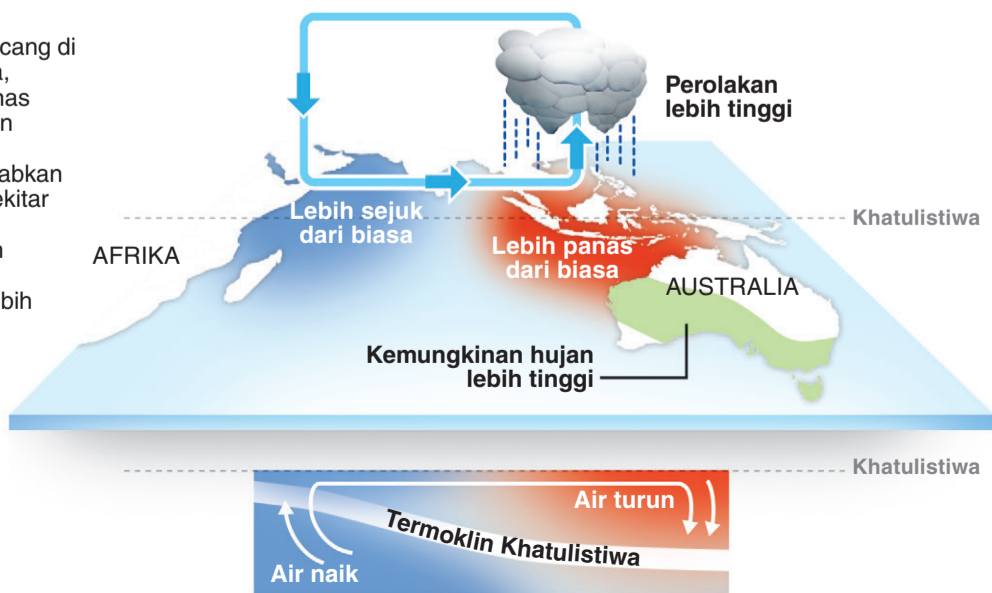 di
Perolakan
lebih tinggi
Lebih sejuk
dari biasa
Khatulistiwa
Lebih panas
dari biasa
AFRIKA
AUSTRALIA
Kemungkinan hujan
lebih tinggi
Khatulistiwa
Air turun
Termoklin Khatulistiwa
Air naik